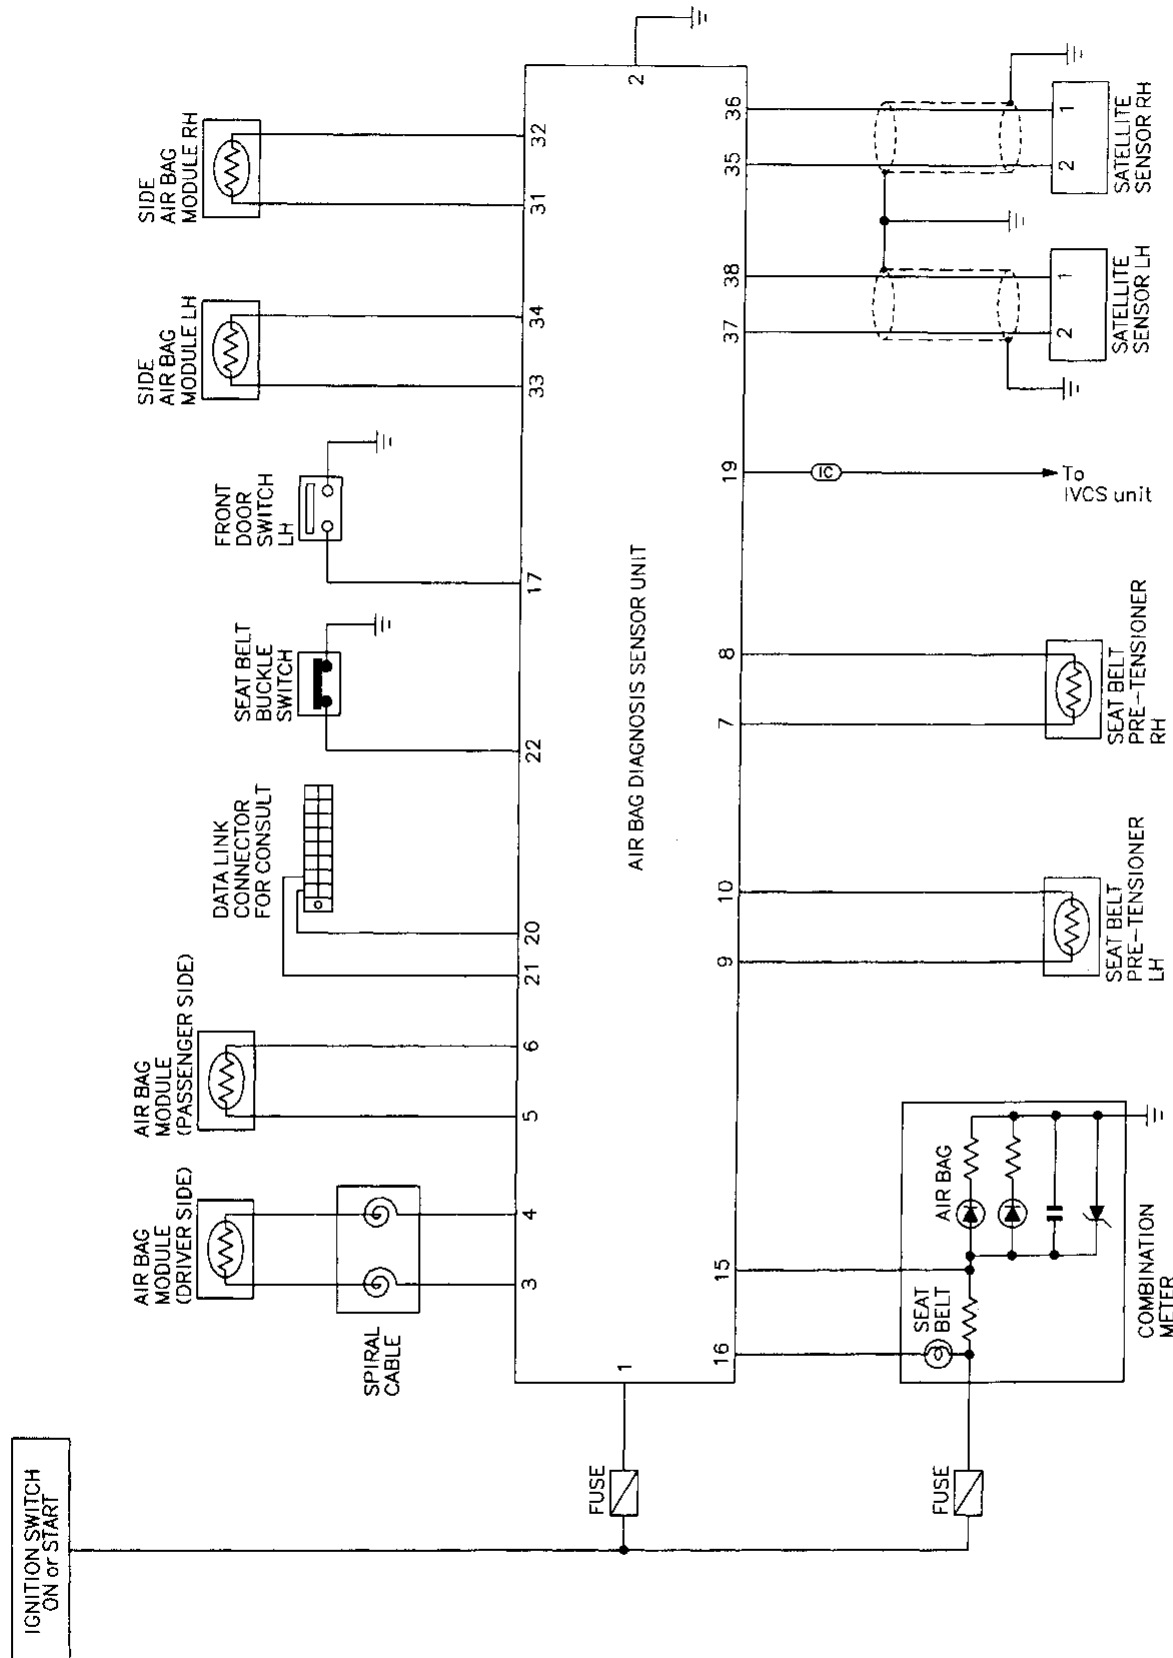 IGNITION SWITCH
ON or START
FUSE
FUSE
AIR BAG
MODULE
(DRIVER SIDE)
SPIRAL
CABLE
AIR BAG
MODULE
(PASSENGER SIDE)
DATA LINK
CONNECTOR
FOR CONSULT
SEAT BELT
BUCKLE
SWITCH
FRONT
DOOR
SWITCH
LH
SIDE
AIR BAG
MODULE LH
SIDE
AIR BAG
MODULE RH
3
4
5
6
21
20
22
17
33
34
31
32
1
AIR BAG DIAGNOSIS SENSOR UNIT
2
16
15
9
10
7
8
19
37
38
35
36
SEAT
BELT
AIR BAG
COMBINATION
METER
SEAT BELT
PRE-TENSIONER
LH
SEAT BELT
PRE-TENSIONER
RH
IC
To
IVCS unit
2
1
SATELLITE
SENSOR LH
2
1
SATELLITE
SENSOR RH